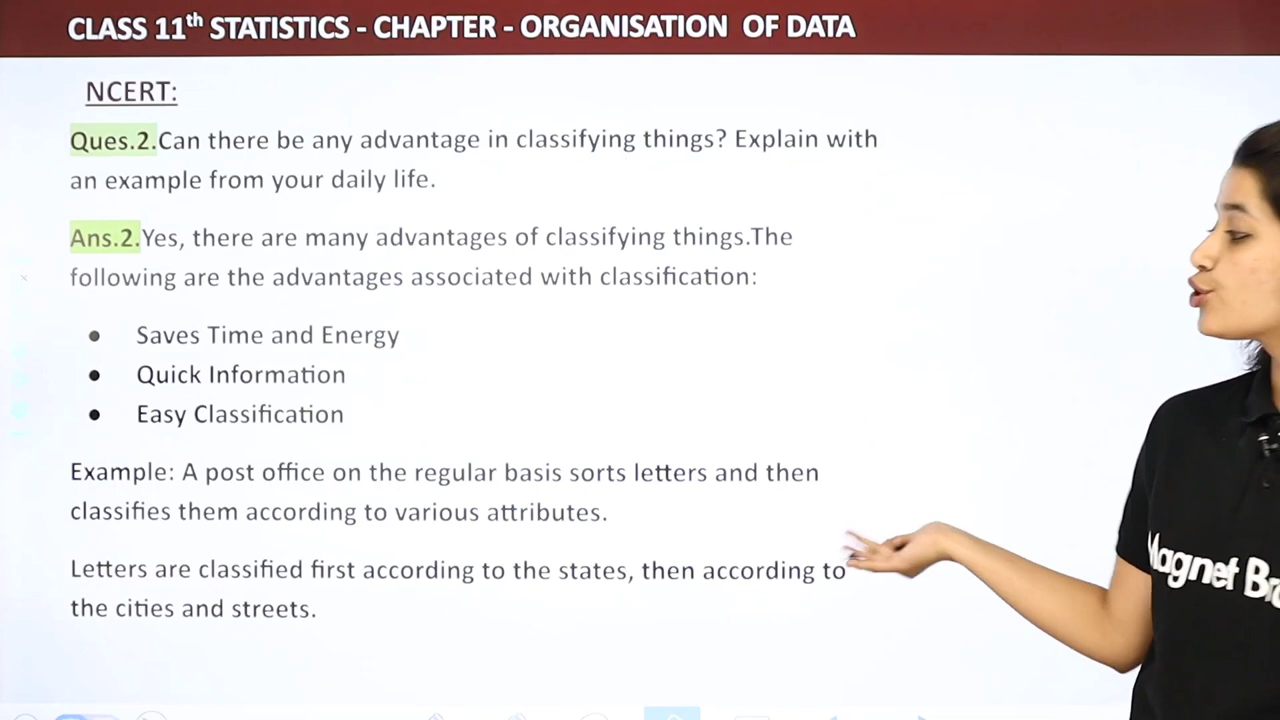 CLASS 11th STATISTICS - CHAPTER - ORGANISATION OF DATA
NCERT:
Ques.2.Can there be any advantage in classifying things? Explain with
an example from your daily life.
Ans.2.Yes, there are many advantages of classifying things.The
following are the advantages associated with classification:
• Saves Time and Energy
• Quick Information
• Easy Classification
Example: A post office on the regular basis sorts letters and then
classifies them according to various attributes.
Letters are classified first according to the states, then according to
the cities and streets.
Magnet